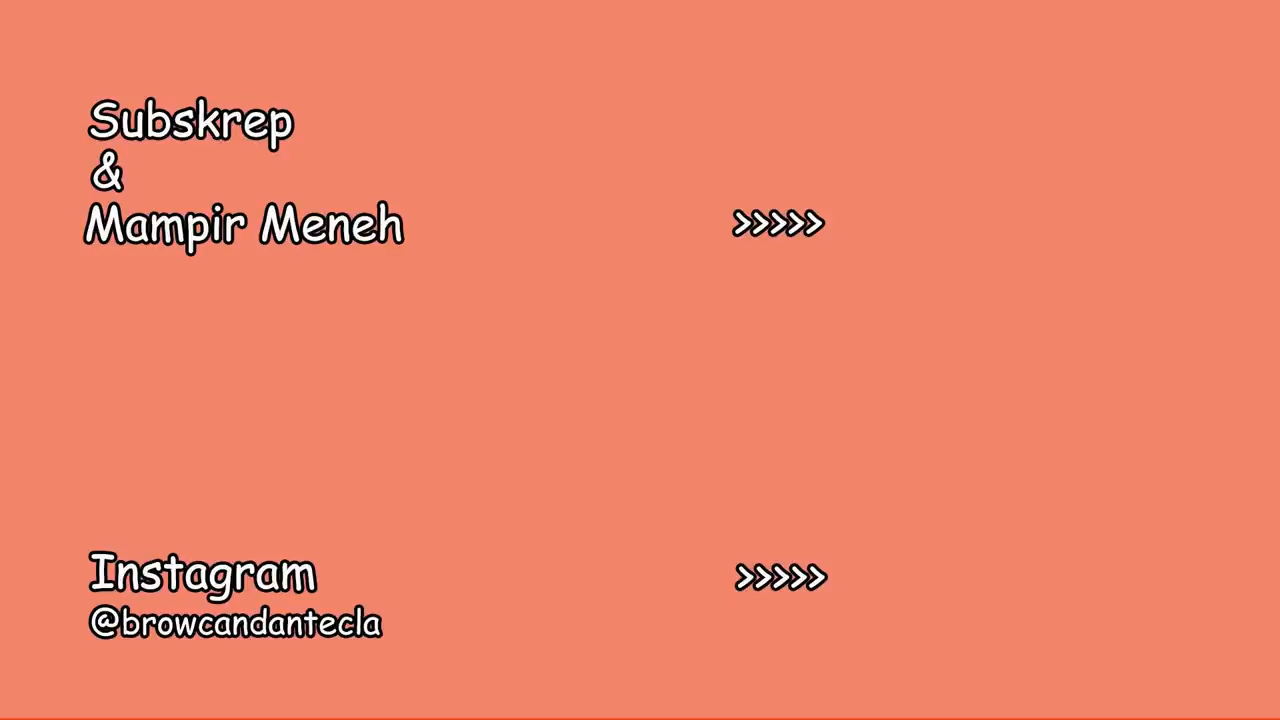 Subskrep
&
Mampir Meneh
>>>>>
Instagram
>>>>>
@browcandantecla